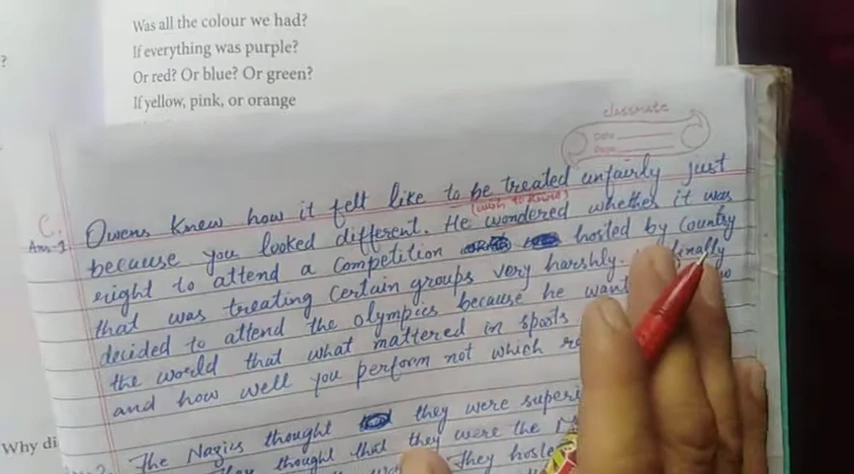 Was all the colour we had?
If everything was purple?
Or red? Or blue? Or green?
If yellow, pink, or orange
?
classmate
Date
Page
C.
Ans-1 Owens knew how it felt like to be treated unfairly just
(wish to know)
because you looked different. He wondered whether it was
right to attend a competition hosted by country
that was treating certain groups very harshly. finally
decided to attend the olympics because he want
the world that what mattered in sports
and how well you perform not which
Why di
The Nazies thought they were superi
thought that they were the
They hoste